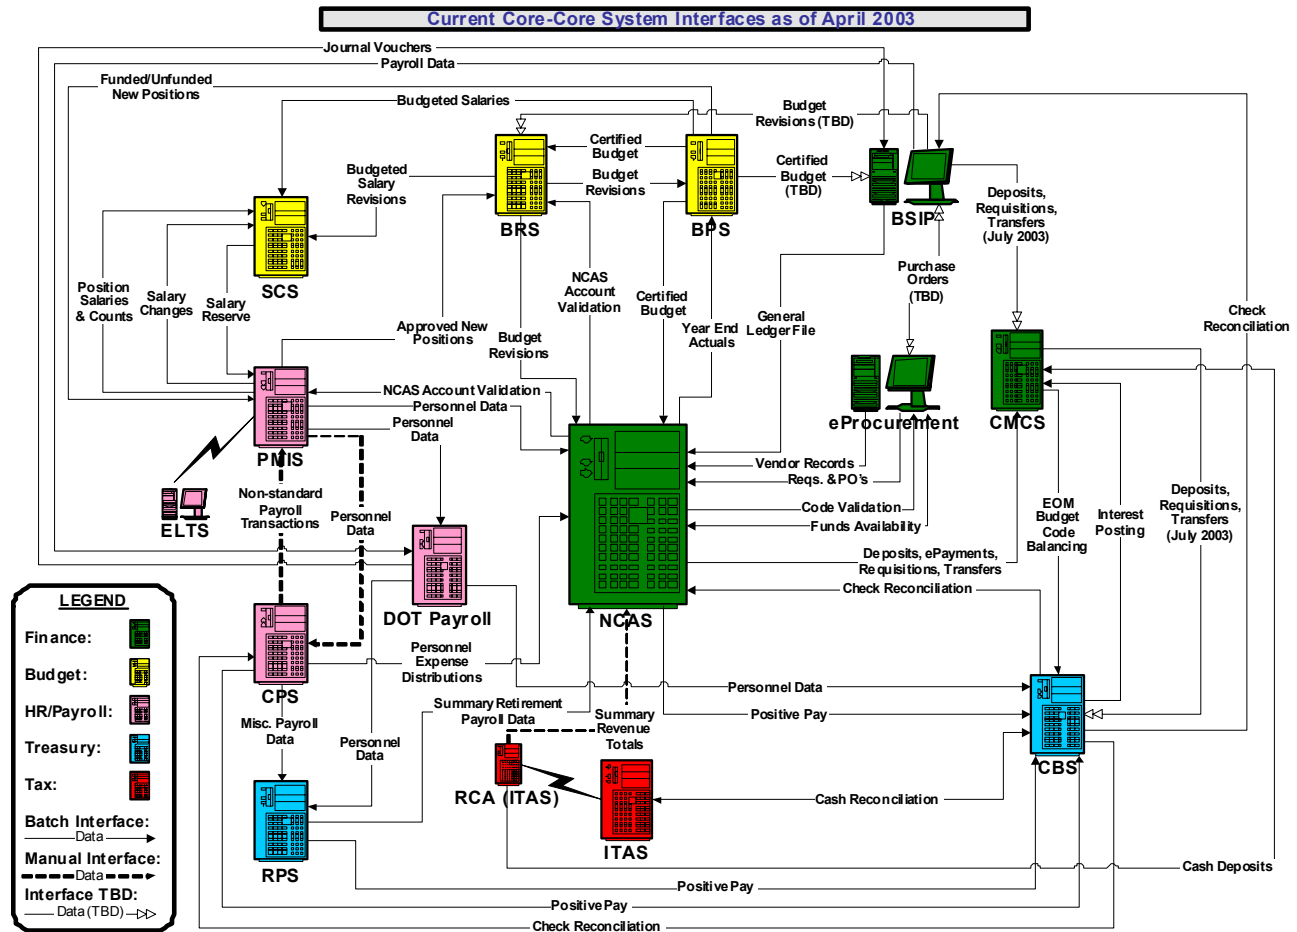 Current Core-Core System Interfaces as of April 2003
Journal Vouchers
Payroll Data
Funded/Unfunded
New Positions
Budgeted Salaries
Budget
Revisions (TBD)
Certified
Budget
Budget
Revisions
Certified
Budget
(TBD)
Budgeted
Salary
Revisions
BRS
BPS
BSIP
Deposits,
Requisitions,
Transfers
(July 2003)
SCS
Position
Salaries
& Counts
Salary
Changes
Salary
Reserve
NCAS
Account
Validation
Certified
Budget
General
Ledger File
Purchase
Orders
(TBD)
Check
Reconciliation
Approved New
Positions
Budget
Revisions
Year End
Actuals
NCAS Account Validation
Personnel Data
Personnel
Data
PMIS
eProcurement
CMCS
Vendor Records
Reqs. & PO's
Code Validation
Funds Availability
ELTS
Non-standard
Payroll
Transactions
Personnel
Data
EOM
Budget
Code
Balancing
Interest
Posting
Deposits,
Requisitions,
Transfers
(July 2003)
Deposits, ePayments,
Requisitions, Transfers
Check Reconciliation
DOT Payroll
NCAS
LEGEND
Finance:
Budget:
HR/Payroll:
Treasury:
Tax:
Batch Interface:
Data
Manual Interface:
Data
Interface TBD:
Data (TBD)
CPS
Personnel
Expense
Distributions
Personnel Data
Positive Pay
Summary Retirement
Payroll Data
Summary
Revenue
Totals
Misc. Payroll
Data
Personnel
Data
CBS
RCA (ITAS)
Cash Reconciliation
ITAS
RPS
Cash Deposits
Positive Pay
Positive Pay
Check Reconciliation